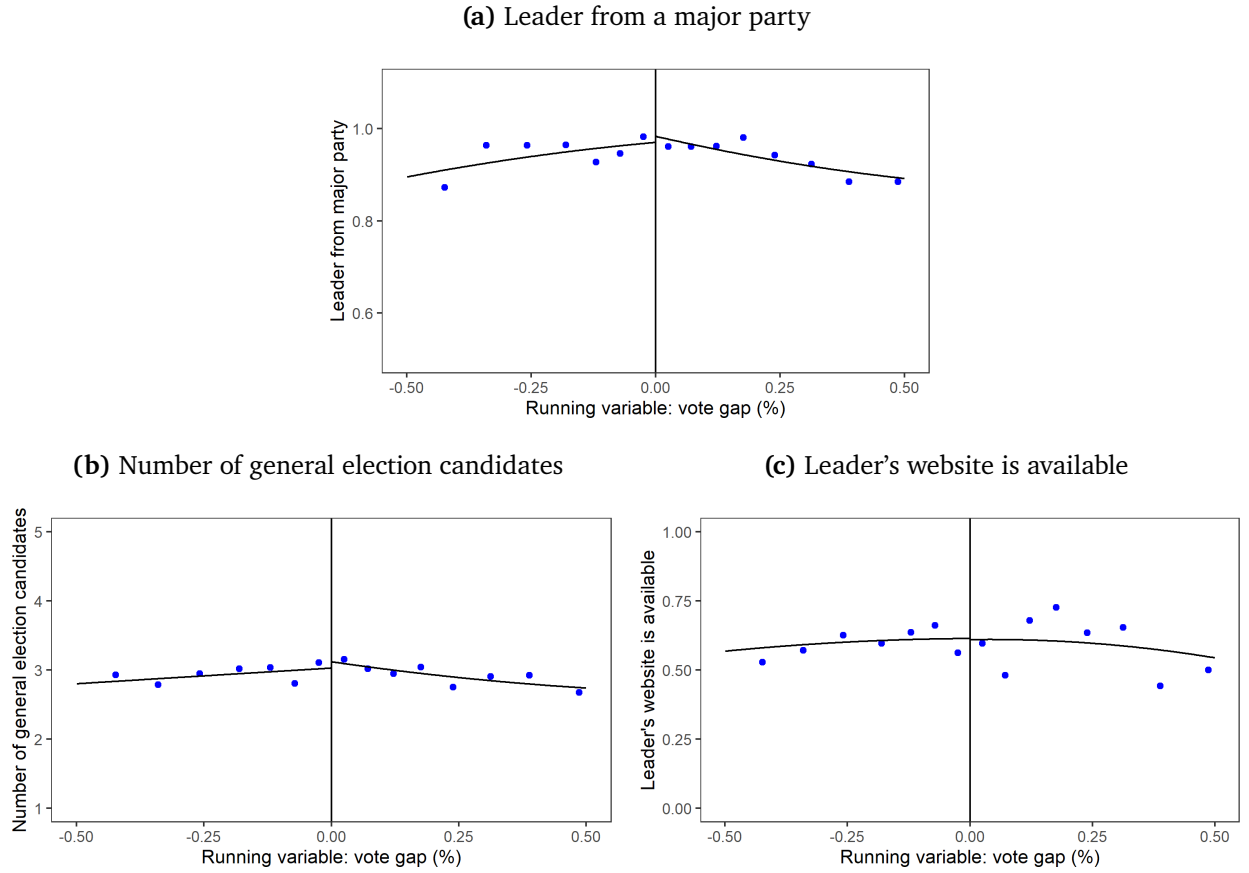 (a) Leader from a major party
Leader from major party
1.0
0.8
0.6
-0.50 -0.25 0.00 0.25 0.50
Running variable: vote gap (%)
(b) Number of general election candidates
Number of general election candidates
5
4
3
2
1
-0.50 -0.25 0.00 0.25 0.50
Running variable: vote gap (%)
(c) Leader’s website is available
Leader's website is available
1.00
0.75
0.50
0.25
0.00
-0.50 -0.25 0.00 0.25 0.50
Running variable: vote gap (%)